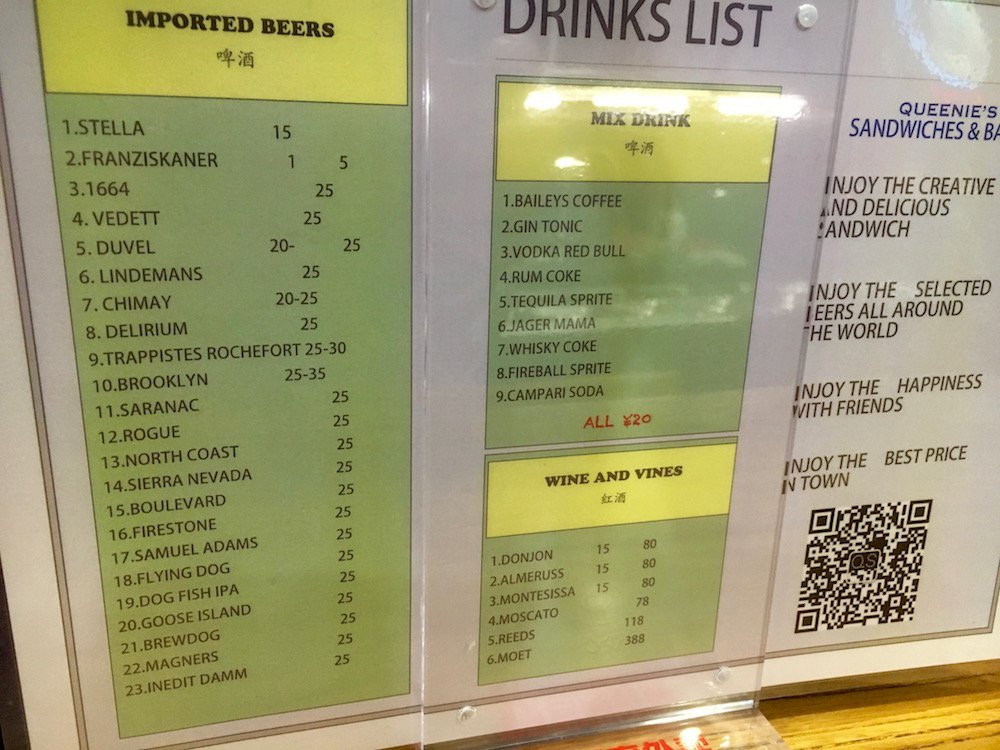 IMPORTED BEERS
啤酒
1.STELLA 15
2.FRANZISKANER 1 5
3.1664 25
4. VEDETT 25
5. DUVEL 20- 25
6. LINDEMANS 25
7. CHIMAY 20-25
8. DELIRIUM 25
9.TRAPPISTES ROCHEFORT 25-30
10.BROOKLYN 25-35
11.SARANAC 25
12.ROGUE 25
13.NORTH COAST 25
14.SIERRA NEVADA 25
15.BOULEVARD 25
16.FIRESTONE 25
17.SAMUEL ADAMS 25
18.FLYING DOG 25
19.DOG FISH IPA 25
20.GOOSE ISLAND 25
21.BREWDOG 25
22.MAGNERS 25
23.INEDIT DAMM 25
DRINKS LIST
MIX DRINK
啤酒
1.BAILEYS COFFEE
2.GIN TONIC
3.VODKA RED BULL
4.RUM COKE
5.TEQUILA SPRITE
6.JAGER MAMA
7.WHISKY COKE
8.FIREBALL SPRITE
9.CAMPARI SODA
ALL ¥20
WINE AND VINES
红酒
1.DONJON 15 80
2.ALMERUSS 15 80
3.MONTESISSA 15 80
4.MOSCATO 78
5.REEDS 118
6.MOET 388
QUEENIE'S
SANDWICHES & BA
ENJOY THE CREATIVE
AND DELICIOUS
SANDWICH
ENJOY THE SELECTED
BEERS ALL AROUND
THE WORLD
ENJOY THE HAPPINESS
WITH FRIENDS
ENJOY THE BEST PRICE
IN TOWN
QS